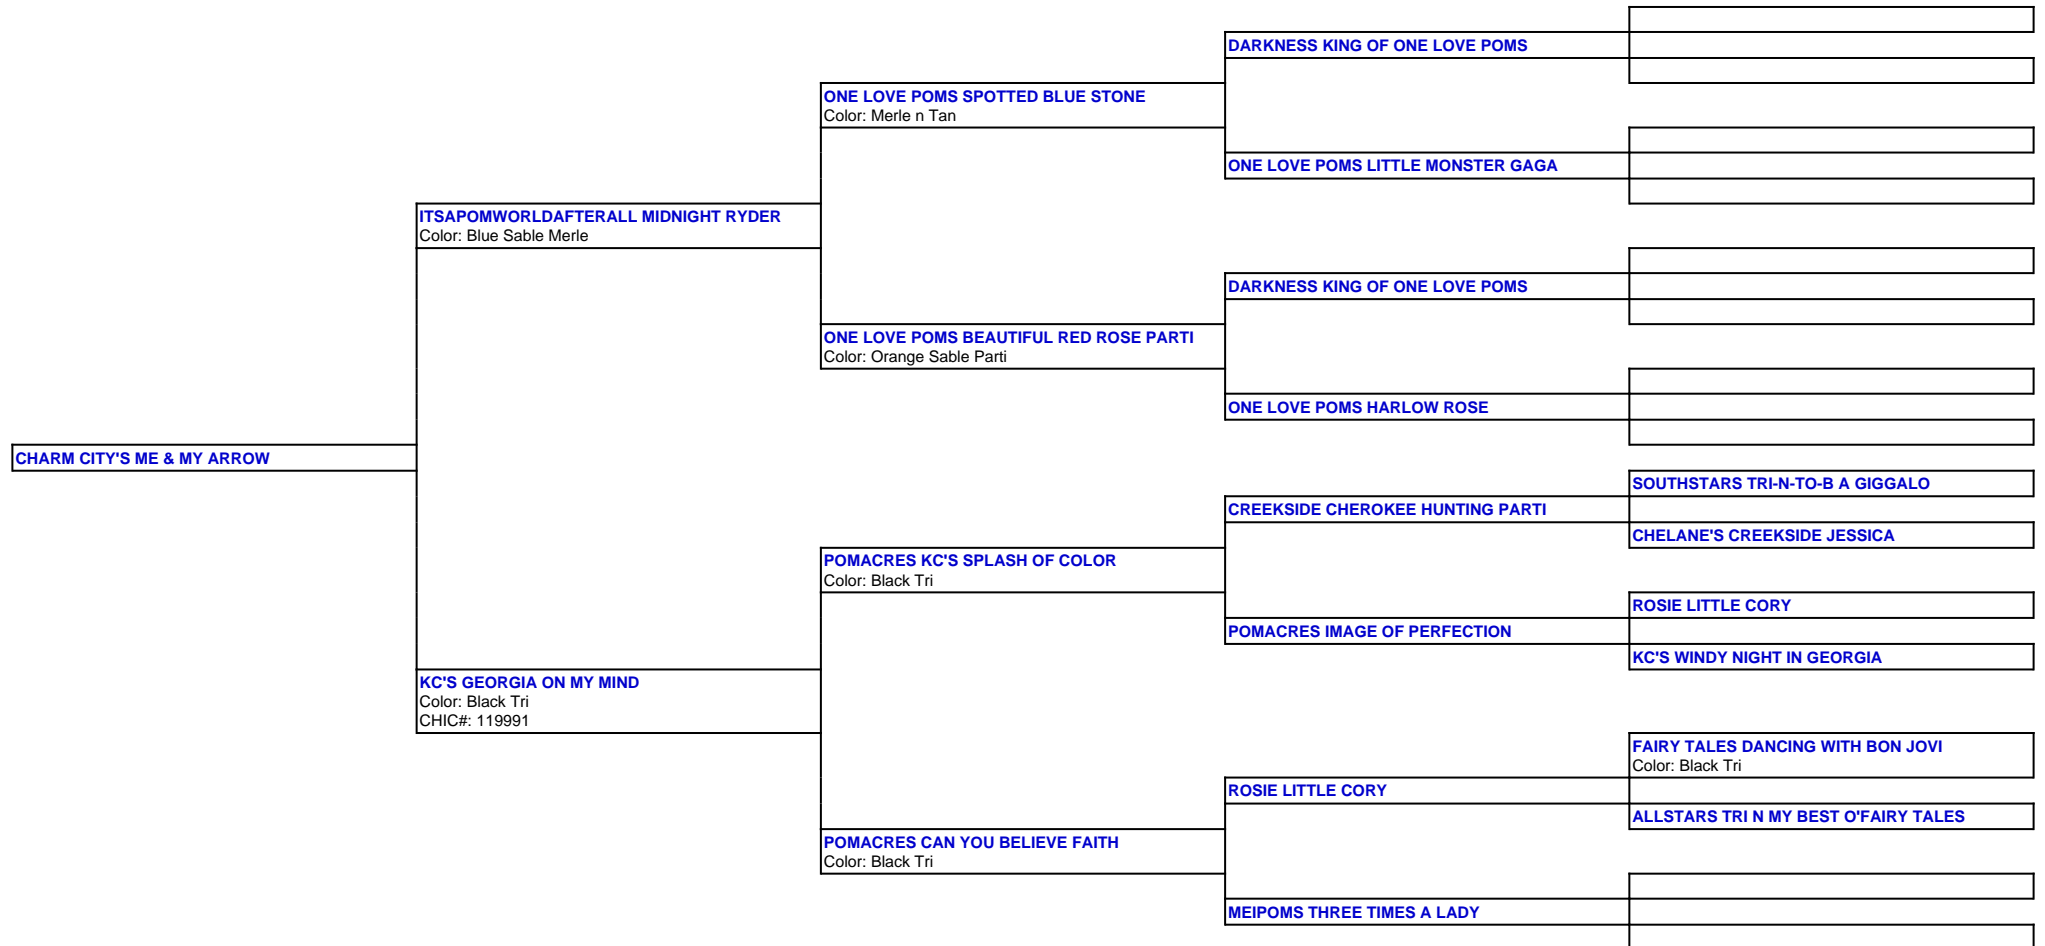 DARKNESS KING OF ONE LOVE POMS
ONE LOVE POMS SPOTTED BLUE STONE
Color: Merle n Tan
ONE LOVE POMS LITTLE MONSTER GAGA
ITSAPOMWORLDAFTERALL MIDNIGHT RYDER
Color: Blue Sable Merle
DARKNESS KING OF ONE LOVE POMS
ONE LOVE POMS BEAUTIFUL RED ROSE PARTI
Color: Orange Sable Parti
ONE LOVE POMS HARLOW ROSE
CHARM CITY'S ME & MY ARROW
SOUTHSTARS TRI-N-TO-B A GIGGALO
CREEKSIDE CHEROKEE HUNTING PARTI
CHELANE'S CREEKSIDE JESSICA
POMACRES KC'S SPLASH OF COLOR
Color: Black Tri
ROSIE LITTLE CORY
POMACRES IMAGE OF PERFECTION
KC'S WINDY NIGHT IN GEORGIA
KC'S GEORGIA ON MY MIND
Color: Black Tri
CHIC#: 119991
FAIRY TALES DANCING WITH BON JOVI
Color: Black Tri
ROSIE LITTLE CORY
ALLSTARS TRI N MY BEST O'FAIRY TALES
POMACRES CAN YOU BELIEVE FAITH
Color: Black Tri
MEIPOMS THREE TIMES A LADY